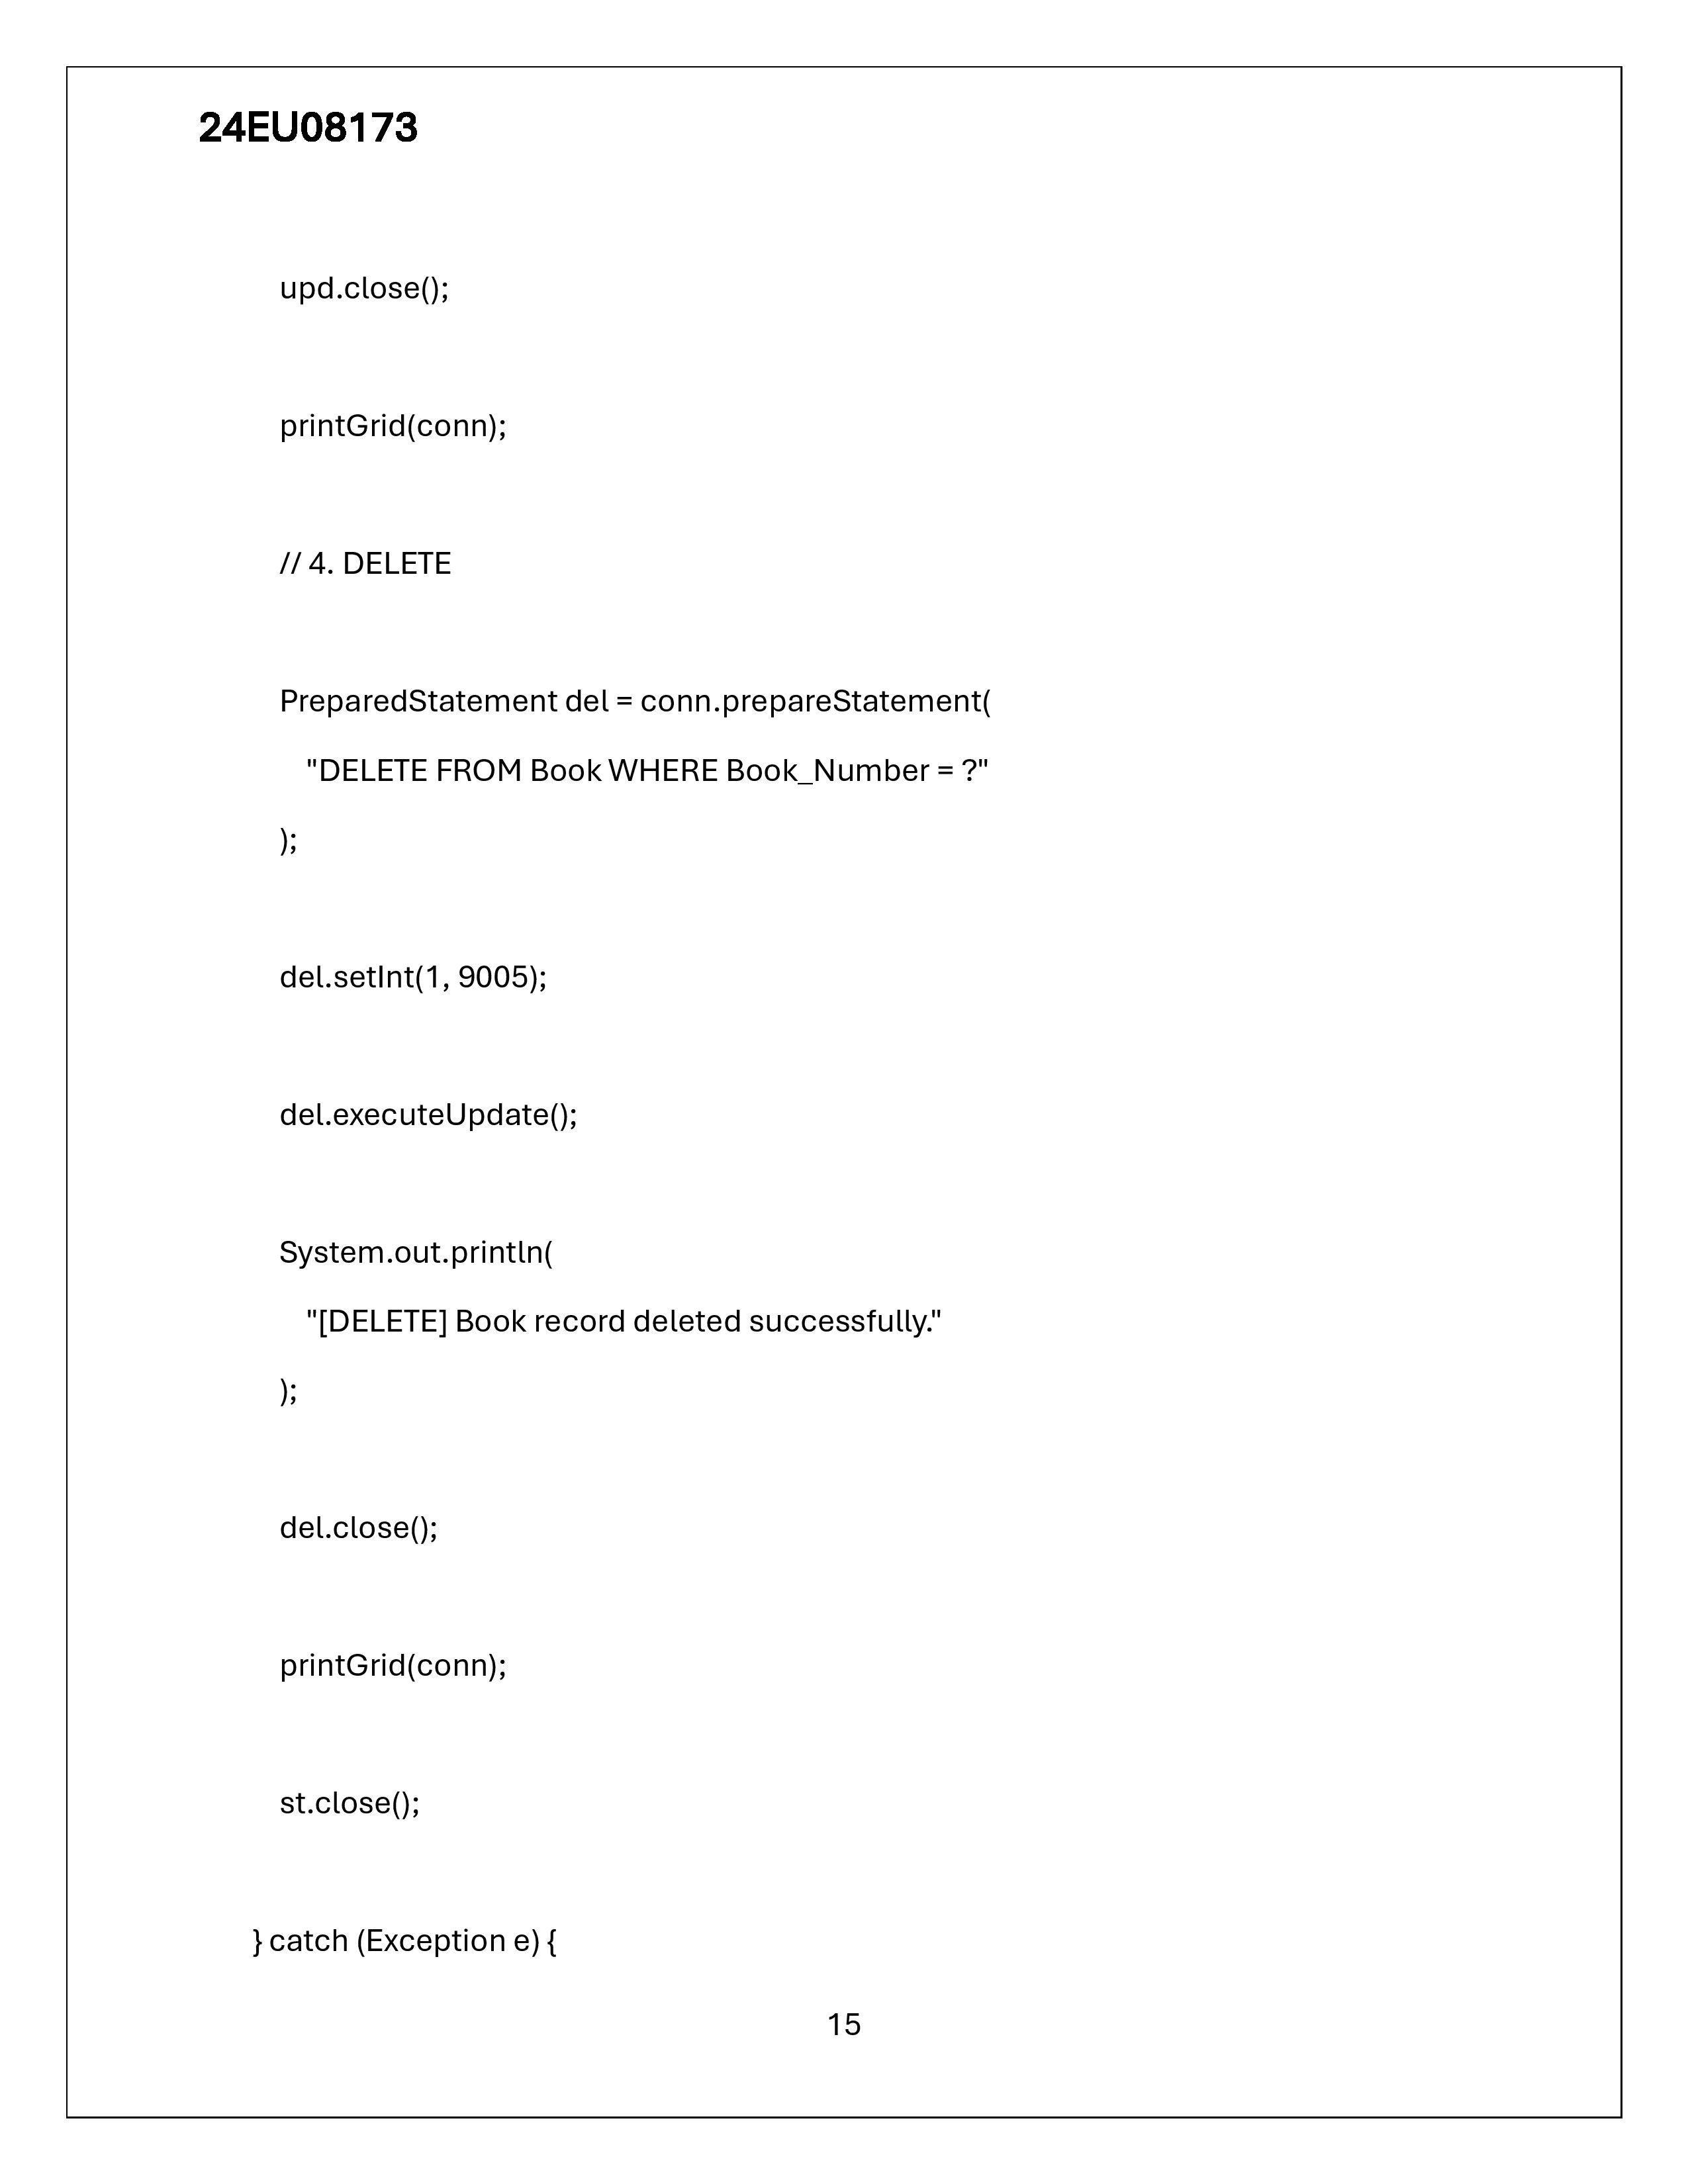 24EU08173
upd.close();
printGrid(conn);
// 4. DELETE
PreparedStatement del = conn.prepareStatement(
"DELETE FROM Book WHERE Book_Number = ?"
);
del.setInt(1, 9005);
del.executeUpdate();
System.out.println(
"[DELETE] Book record deleted successfully."
);
del.close();
printGrid(conn);
st.close();
} catch (Exception e) {
15